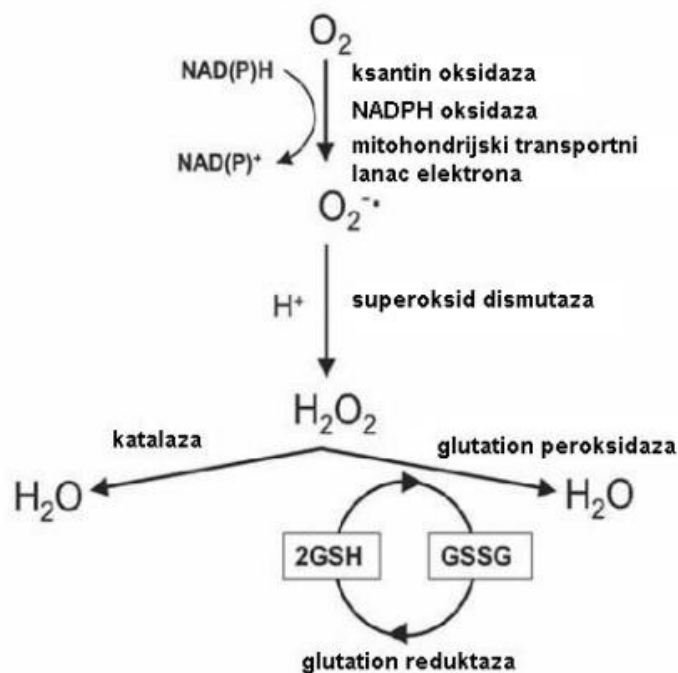 O₂
NAD(P)H
ksantin oksidaza
NADPH oksidaza
mitohondrijski transportni
lanac elektrona
NAD(P)⁺
O₂⁻•
H⁺
superoksid dismutaza
H₂O₂
katalaza
glutation peroksidaza
H₂O
H₂O
2GSH
GSSG
glutation reduktaza